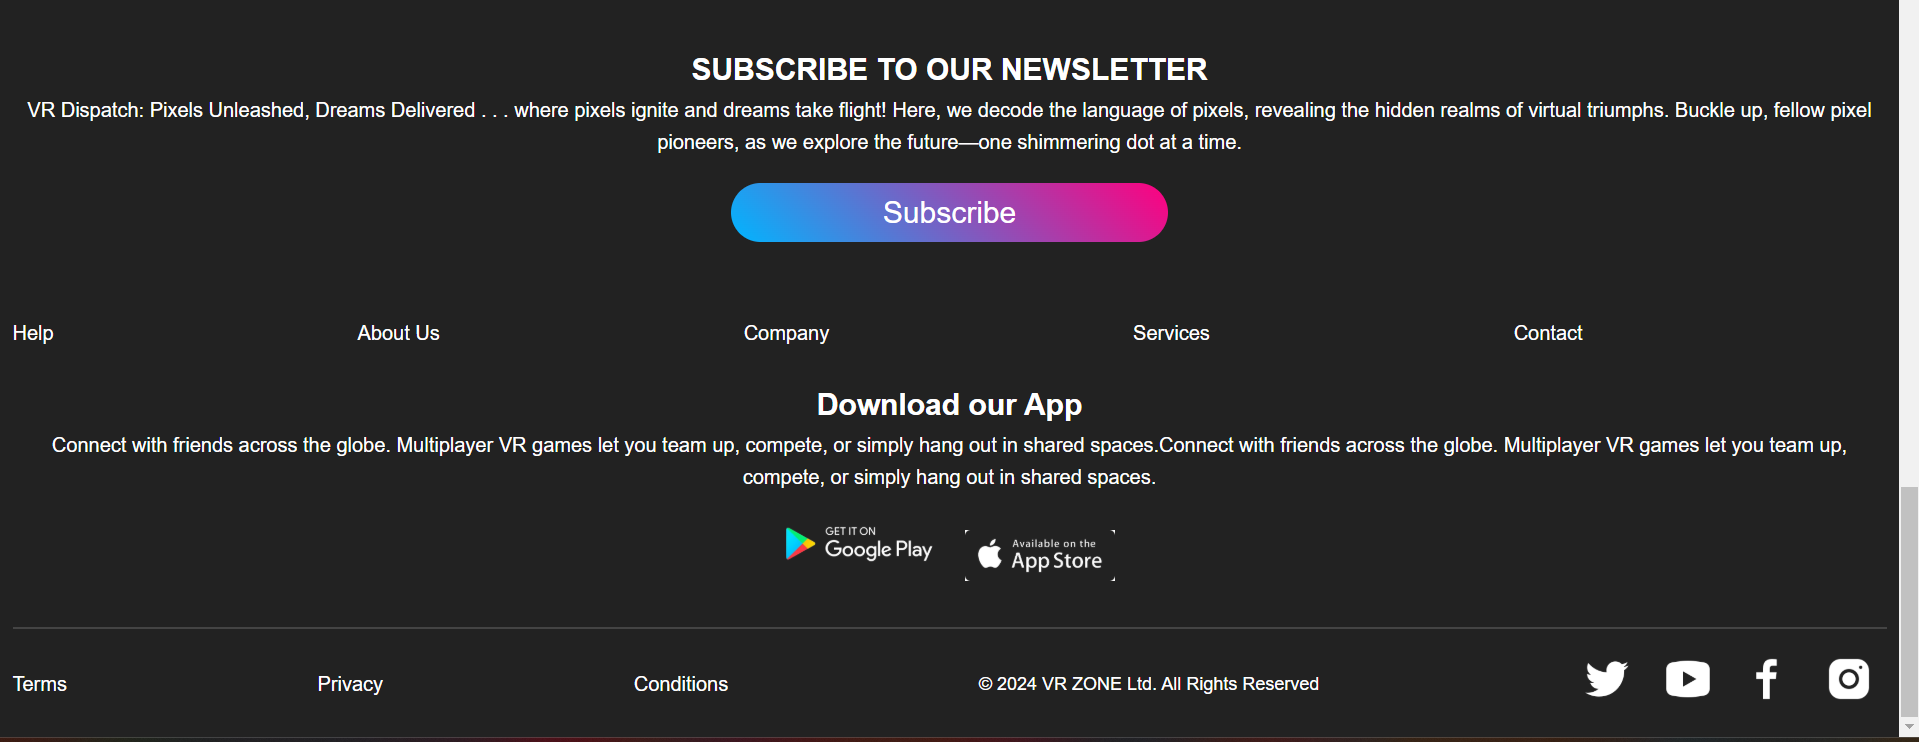 SUBSCRIBE TO OUR NEWSLETTER
VR Dispatch: Pixels Unleashed, Dreams Delivered . . . where pixels ignite and dreams take flight! Here, we decode the language of pixels, revealing the hidden realms of virtual triumphs. Buckle up, fellow pixel
pioneers, as we explore the future—one shimmering dot at a time.
Subscribe
Help About Us Company Services Contact
Download our App
Connect with friends across the globe. Multiplayer VR games let you team up, compete, or simply hang out in shared spaces.Connect with friends across the globe. Multiplayer VR games let you team up,
compete, or simply hang out in shared spaces.
GET IT ON
Google Play
Available on the
App Store
Terms Privacy Conditions © 2024 VR ZONE Ltd. All Rights Reserved